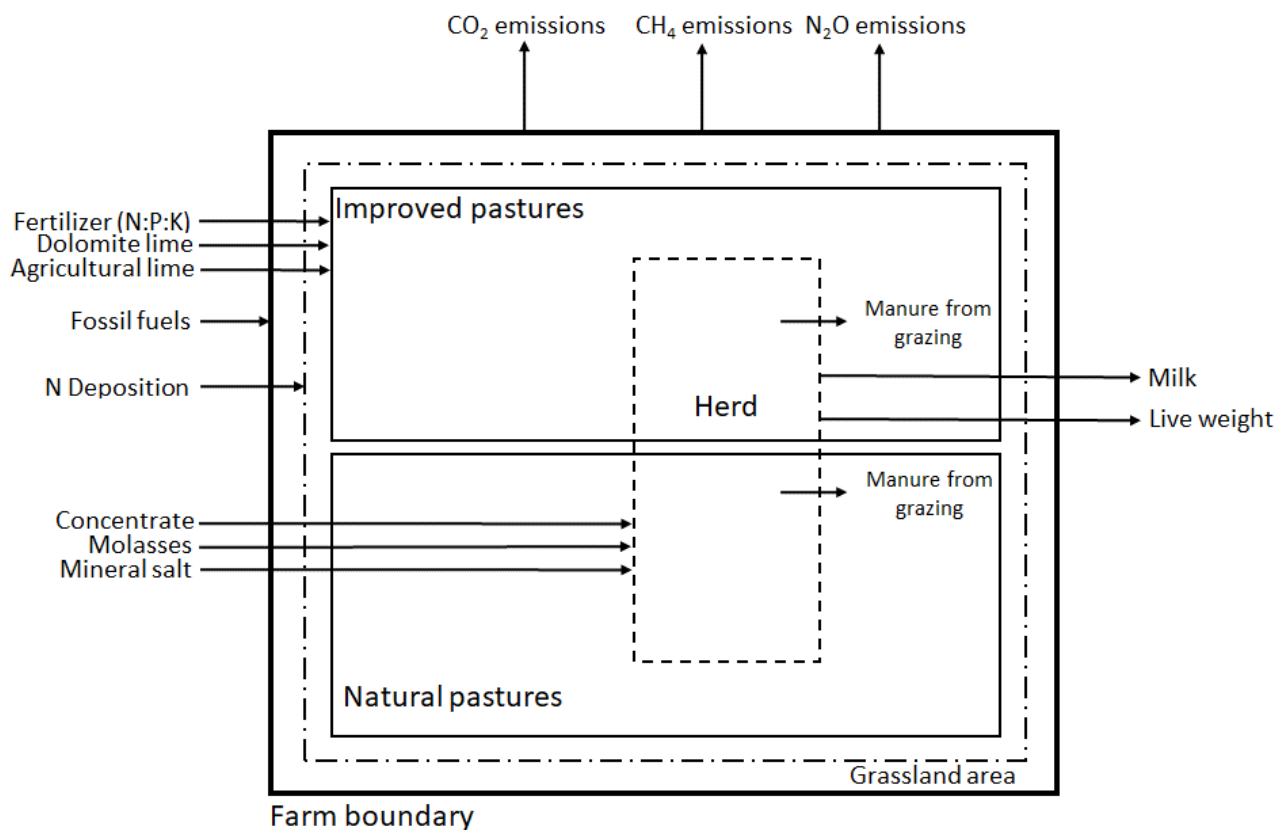 CO₂ emissions
CH₄ emissions
N₂O emissions
Improved pastures
Fertilizer (N:P:K)
Dolomite lime
Agricultural lime
Fossil fuels
Manure from
grazing
N Deposition
Milk
Herd
Live weight
Manure from
grazing
Concentrate
Molasses
Mineral salt
Natural pastures
Grassland area
Farm boundary